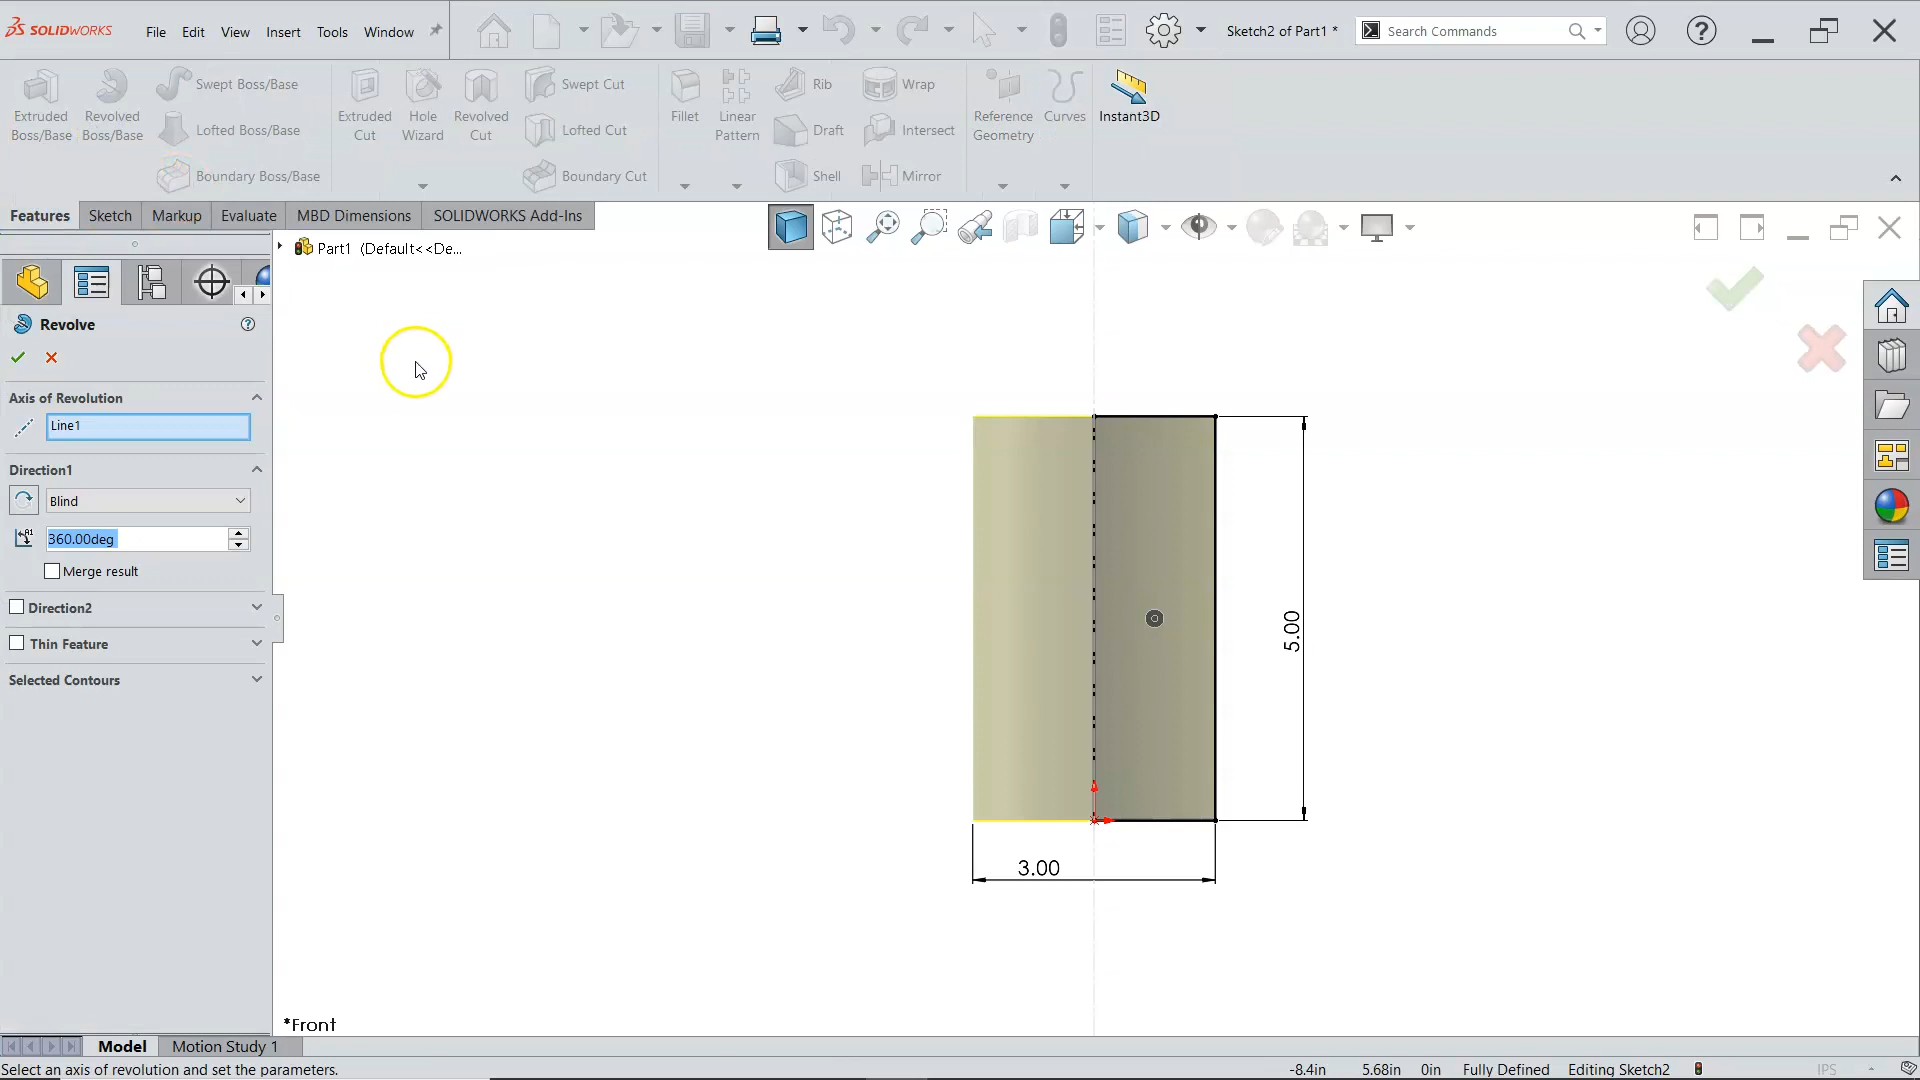 SOLIDWORKS
File Edit View Insert Tools Window
Sketch2 of Part1 *
Search Commands
Extruded Boss/Base
Revolved Boss/Base
Swept Boss/Base
Lofted Boss/Base
Boundary Boss/Base
Extruded Cut
Hole Wizard
Revolved Cut
Swept Cut
Lofted Cut
Boundary Cut
Fillet
Linear Pattern
Rib
Draft
Shell
Wrap
Intersect
Mirror
Reference Geometry
Curves
Instant3D
Features Sketch Markup Evaluate MBD Dimensions SOLIDWORKS Add-Ins
Part1 (Default<<De...
Revolve
Axis of Revolution
Line1
Direction1
Blind
360.00deg
Merge result
Direction2
Thin Feature
Selected Contours
5.00
3.00
*Front
Model Motion Study 1
Select an axis of revolution and set the parameters.
-8.4in 5.68in 0in Fully Defined Editing Sketch2 IPS